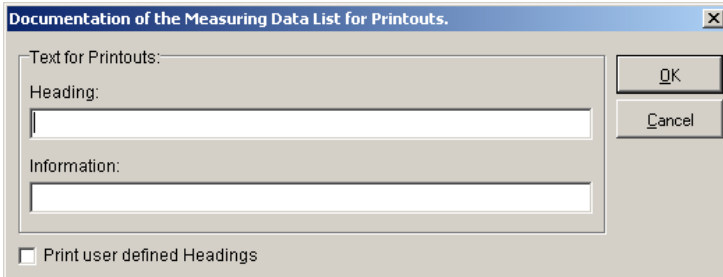 Documentation of the Measuring Data List for Printouts.
Text for Printouts:
OK
Heading:
Cancel
Information:
Print user defined Headings